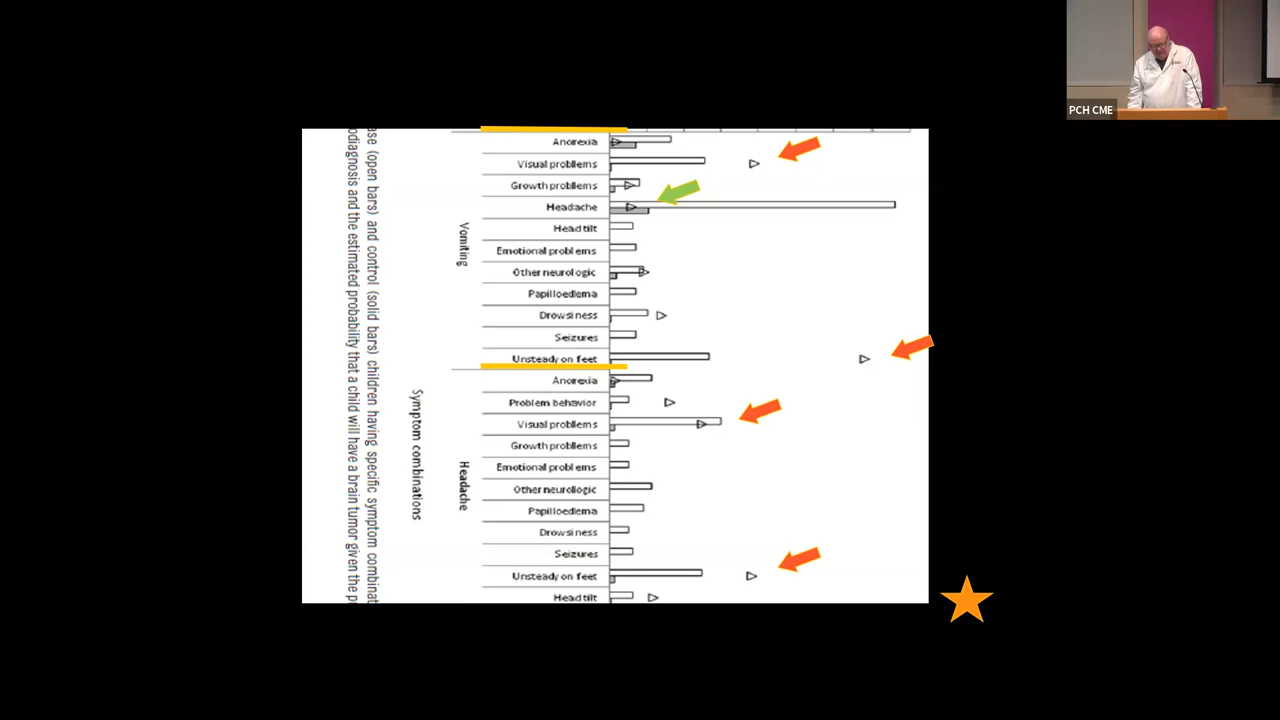 PCH CME
Anorexia
Visual problems
Growth problems
Headache
Head tilt
Emotional problems
Other neurologic
Papilloedema
Drowsiness
Seizures
Unsteady on feet
Vomiting
Anorexia
Problem behavior
Visual problems
Growth problems
Emotional problems
Other neurologic
Papilloedema
Drowsiness
Seizures
Unsteady on feet
Head tilt
Headache
Symptom combinations
ase (open bars) and control (solid bars) children having specific symptom combinat
odiagnosis and the estimated probability that a child will have a brain tumor given the p